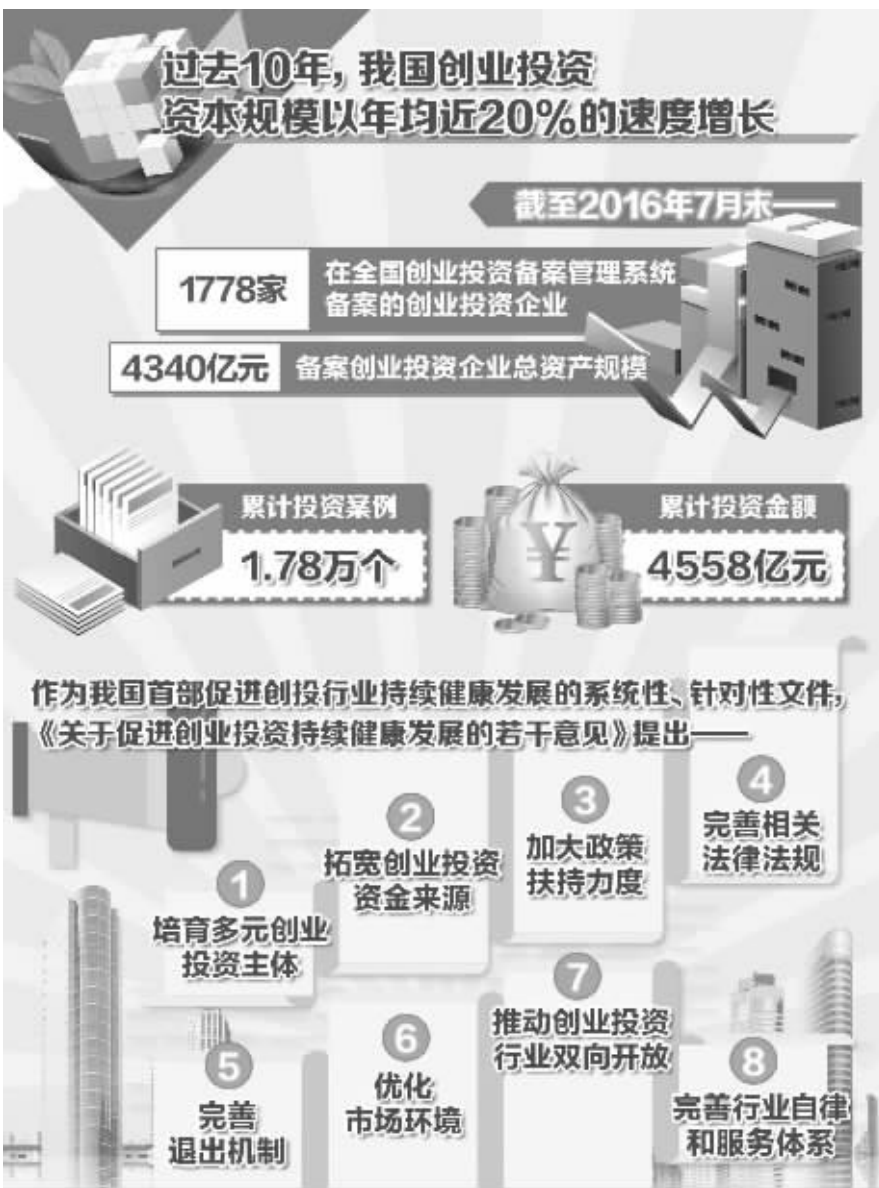 过去10年，我国创业投资
资本规模以年均近20%的速度增长
截至2016年7月末——
1778家
在全国创业投资备案管理系统
备案的创业投资企业
4340亿元
备案创业投资企业总资产规模
累计投资案例
1.78万个
累计投资金额
¥
4558亿元
作为我国首部促进创投行业持续健康发展的系统性、针对性文件，
《关于促进创业投资持续健康发展的若干意见》提出——
1
培育多元创业
投资主体
2
拓宽创业投资
资金来源
3
加大政策
扶持力度
4
完善相关
法律法规
5
完善
退出机制
6
优化
市场环境
7
推动创业投资
行业双向开放
8
完善行业自律
和服务体系